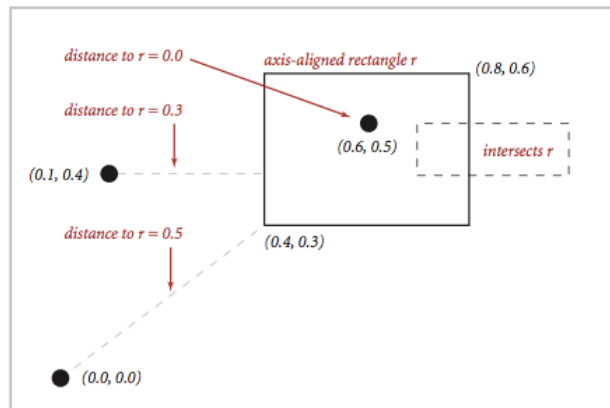 distance to r = 0.0
axis-aligned rectangle r
(0.8, 0.6)
distance to r = 0.3
(0.6, 0.5)
intersects r
(0.1, 0.4)
distance to r = 0.5
(0.4, 0.3)
(0.0, 0.0)